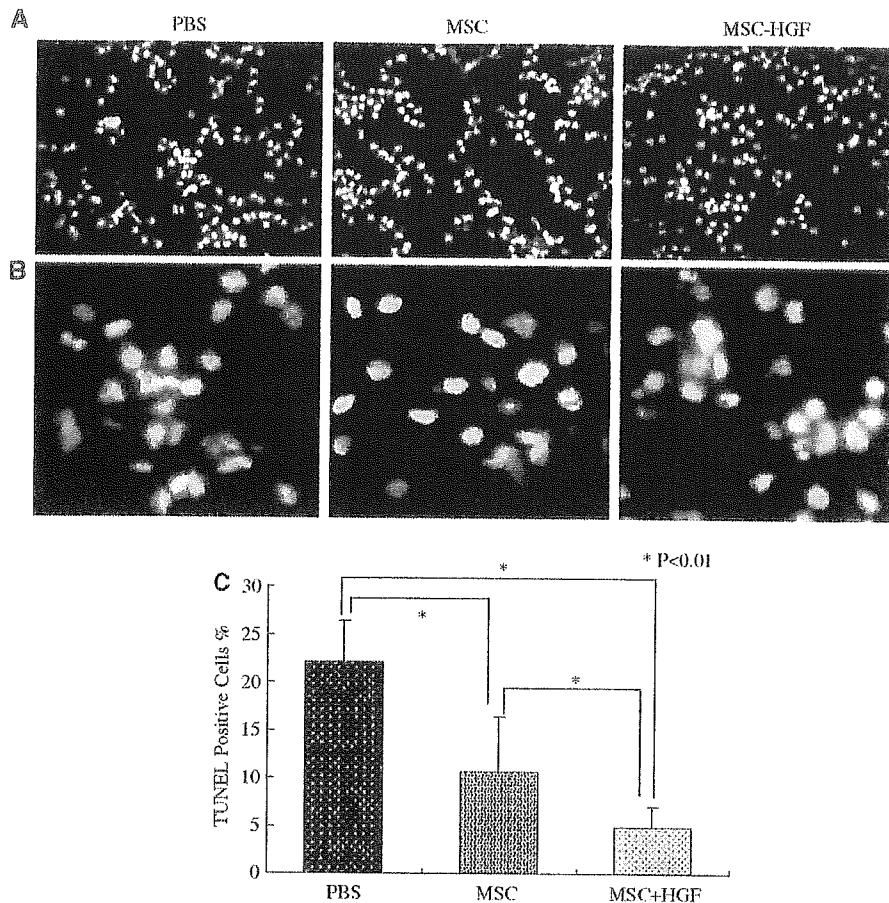 A
PBS
MSC
MSC-HGF
B
C
* P<0.01
*
*
*
TUNEL Positive Cells %
30
25
20
15
10
5
0
PBS
MSC
MSC+HGF